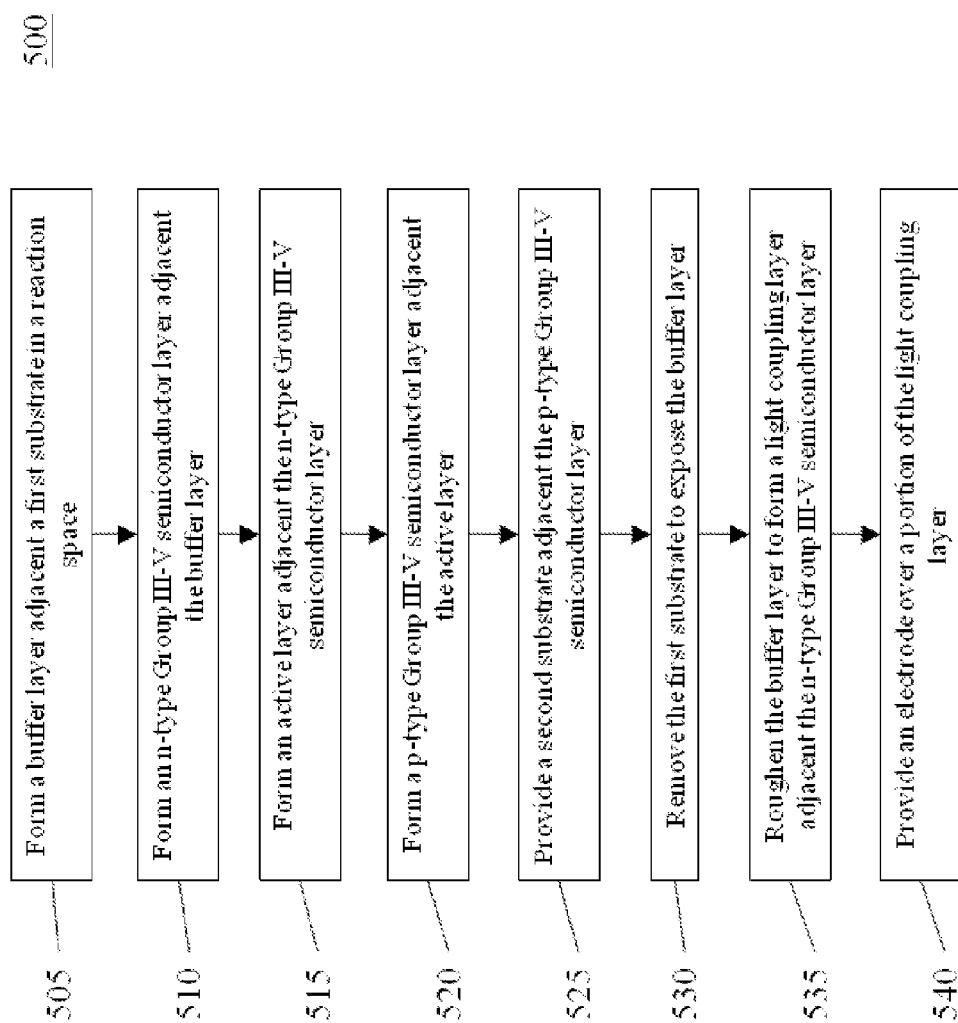 500
505
Form a buffer layer adjacent a first substrate in a reaction
space
510
Form an n-type Group III-V semiconductor layer adjacent
the buffer layer
515
Form an active layer adjacent the n-type Group III-V
semiconductor layer
520
Form a p-type Group III-V semiconductor layer adjacent
the active layer
525
Provide a second substrate adjacent the p-type Group III-V
semiconductor layer
530
Remove the first substrate to expose the buffer layer
535
Roughen the buffer layer to form a light coupling layer
adjacent the n-type Group III-V semiconductor layer
540
Provide an electrode over a portion of the light coupling
layer